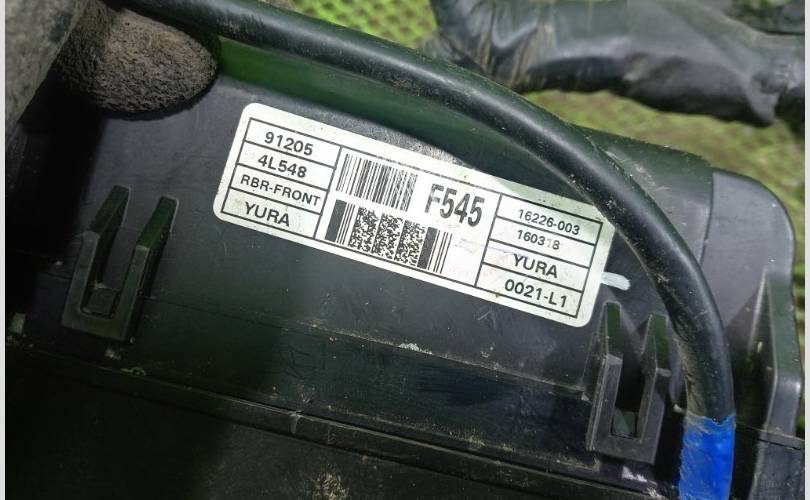 91205
4L548
RBR-FRONT
YURA
F545
16226-003
160318
YURA
0021-L1